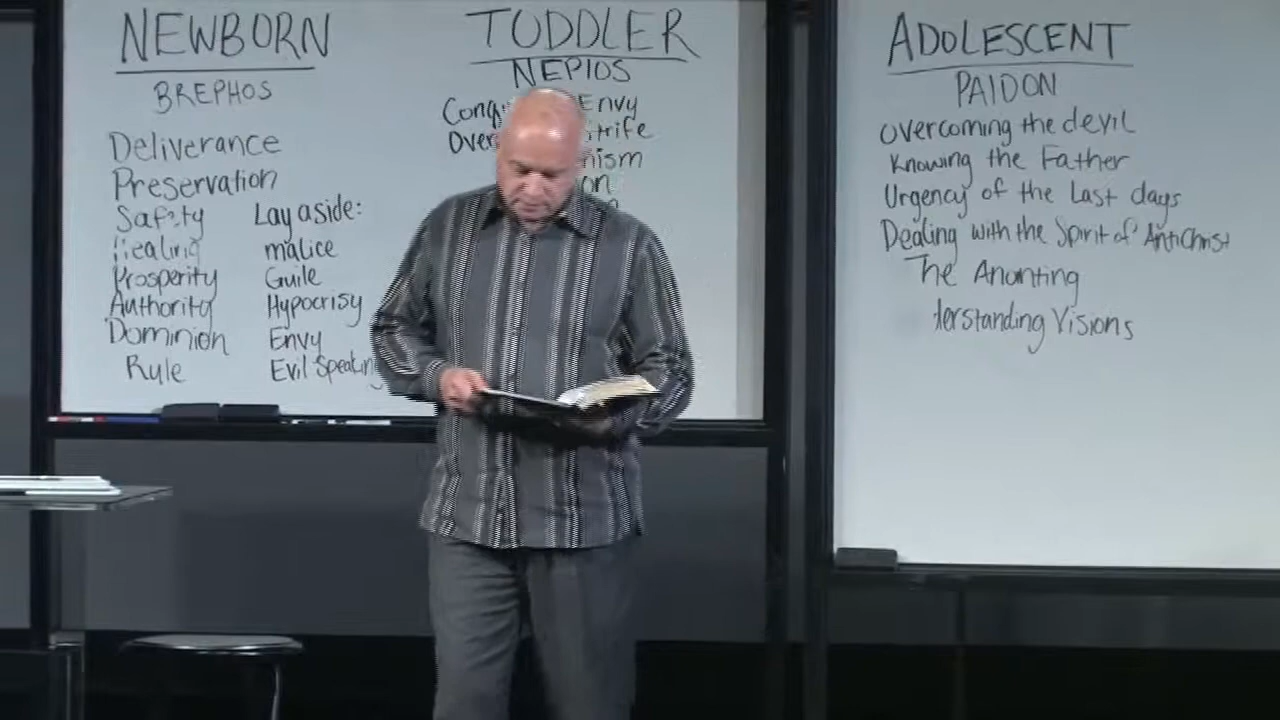 NEWBORN
BREPHOS
Deliverance
Preservation
Safety
Healing
Prosperity
Authority
Dominion
Rule
Lay aside:
malice
Guile
Hypocrisy
Envy
Evil Speaking
TODDLER
NEPIOS
Envy
ADOLESCENT
PAIDON
overcoming the devil
Knowing the Father
Urgency of the Last days
Dealing with the Spirit of AntiChrist
The Anointing
Visions